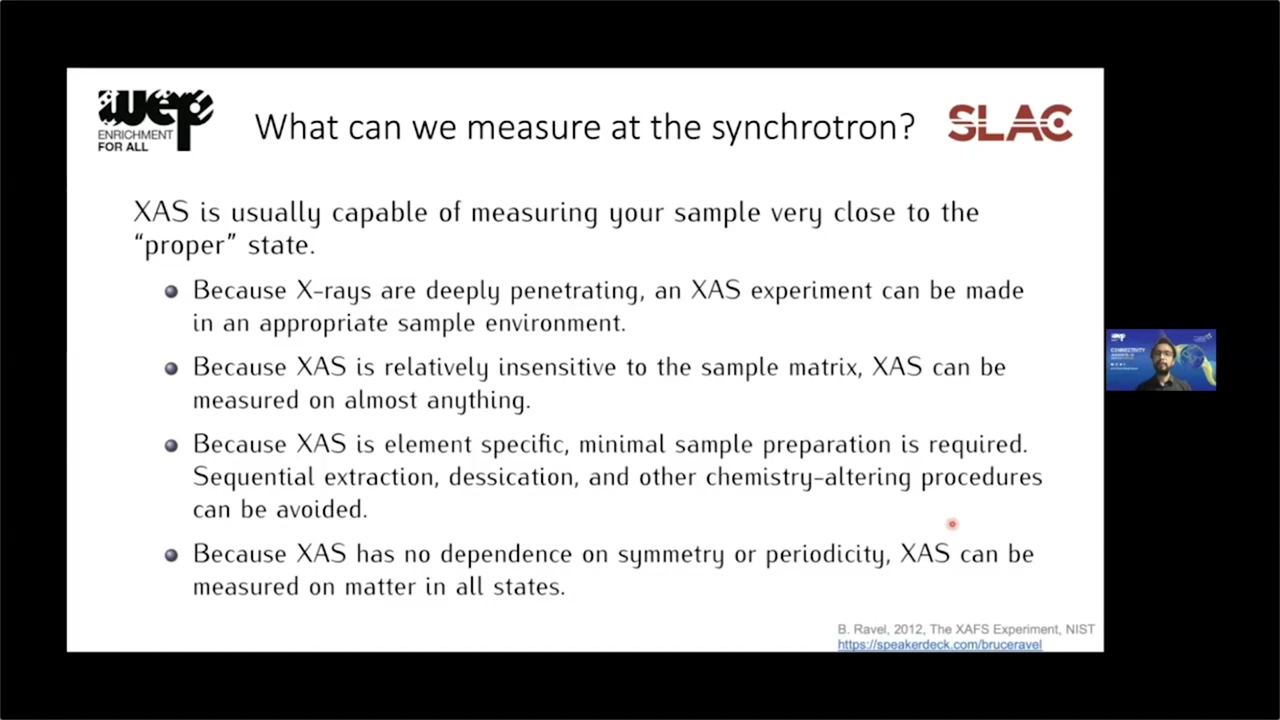 iwep
ENRICHMENT
FOR ALL
What can we measure at the synchrotron?
SLAC
XAS is usually capable of measuring your sample very close to the
“proper” state.
Because X-rays are deeply penetrating, an XAS experiment can be made
in an appropriate sample environment.
Because XAS is relatively insensitive to the sample matrix, XAS can be
measured on almost anything.
Because XAS is element specific, minimal sample preparation is required.
Sequential extraction, dessication, and other chemistry-altering procedures
can be avoided.
Because XAS has no dependence on symmetry or periodicity, XAS can be
measured on matter in all states.
B. Ravel, 2012, The XAFS Experiment, NIST
https://speakerdeck.com/bruceravel
CONNECTIVITY